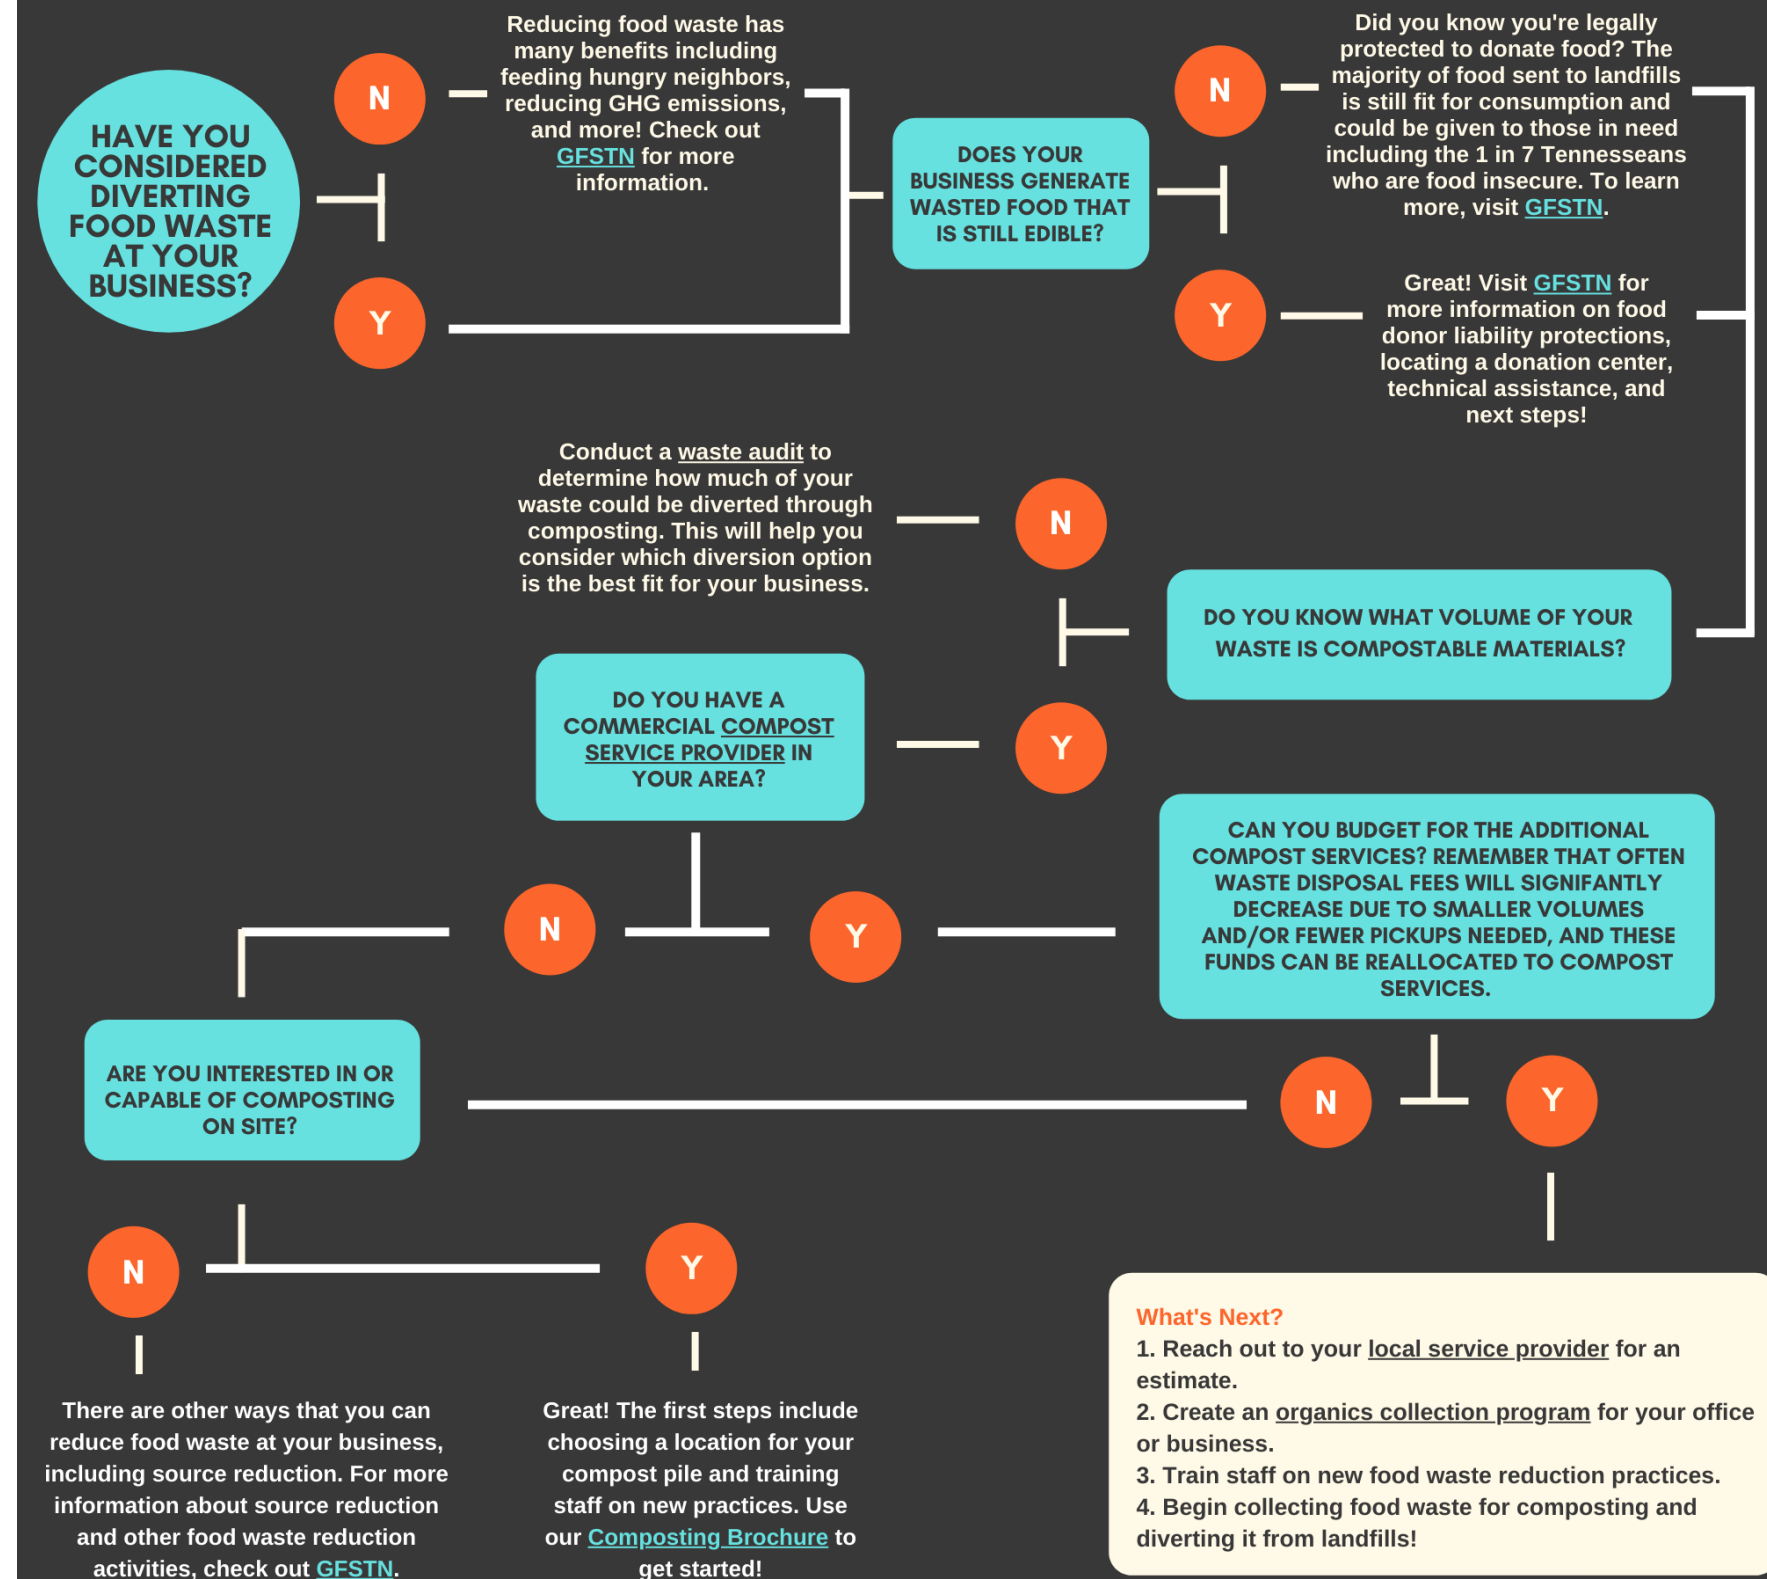 HAVE YOU
CONSIDERED
DIVERTING
FOOD WASTE
AT YOUR
BUSINESS?
N
Reducing food waste has
many benefits including
feeding hungry neighbors,
reducing GHG emissions,
and more! Check out
GFSTN for more
information.
Y
DOES YOUR
BUSINESS GENERATE
WASTED FOOD THAT
IS STILL EDIBLE?
N
Did you know you're legally
protected to donate food? The
majority of food sent to landfills
is still fit for consumption and
could be given to those in need
including the 1 in 7 Tennesseans
who are food insecure. To learn
more, visit GFSTN.
Y
Great! Visit GFSTN for
more information on food
donor liability protections,
locating a donation center,
technical assistance, and
next steps!
DO YOU KNOW WHAT VOLUME OF YOUR
WASTE IS COMPOSTABLE MATERIALS?
N
Conduct a waste audit to
determine how much of your
waste could be diverted through
composting. This will help you
consider which diversion option
is the best fit for your business.
Y
DO YOU HAVE A
COMMERCIAL COMPOST
SERVICE PROVIDER IN
YOUR AREA?
N
Y
CAN YOU BUDGET FOR THE ADDITIONAL
COMPOST SERVICES? REMEMBER THAT OFTEN
WASTE DISPOSAL FEES WILL SIGNIFANTLY
DECREASE DUE TO SMALLER VOLUMES
AND/OR FEWER PICKUPS NEEDED, AND THESE
FUNDS CAN BE REALLOCATED TO COMPOST
SERVICES.
N
Y
ARE YOU INTERESTED IN OR
CAPABLE OF COMPOSTING
ON SITE?
N
Y
There are other ways that you can
reduce food waste at your business,
including source reduction. For more
information about source reduction
and other food waste reduction
activities, check out GFSTN.
Great! The first steps include
choosing a location for your
compost pile and training
staff on new practices. Use
our Composting Brochure to
get started!
What's Next?
1. Reach out to your local service provider for an
estimate.
2. Create an organics collection program for your office
or business.
3. Train staff on new food waste reduction practices.
4. Begin collecting food waste for composting and
diverting it from landfills!